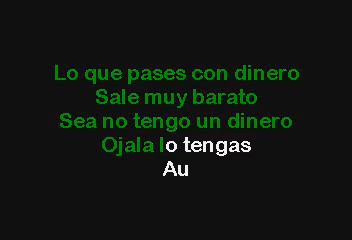 Lo que pases con dinero
Sale muy barato
Sea no tengo un dinero
Ojala lo tengas
Au